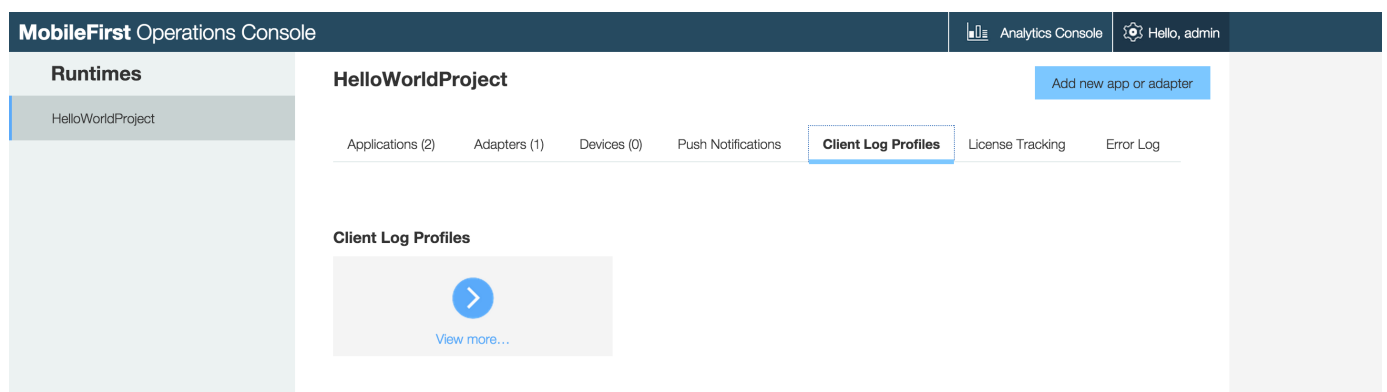 MobileFirst Operations Console
Analytics Console
Hello, admin
Runtimes
HelloWorldProject
HelloWorldProject
Add new app or adapter
Applications (2) Adapters (1) Devices (0) Push Notifications Client Log Profiles License Tracking Error Log
Client Log Profiles
View more…